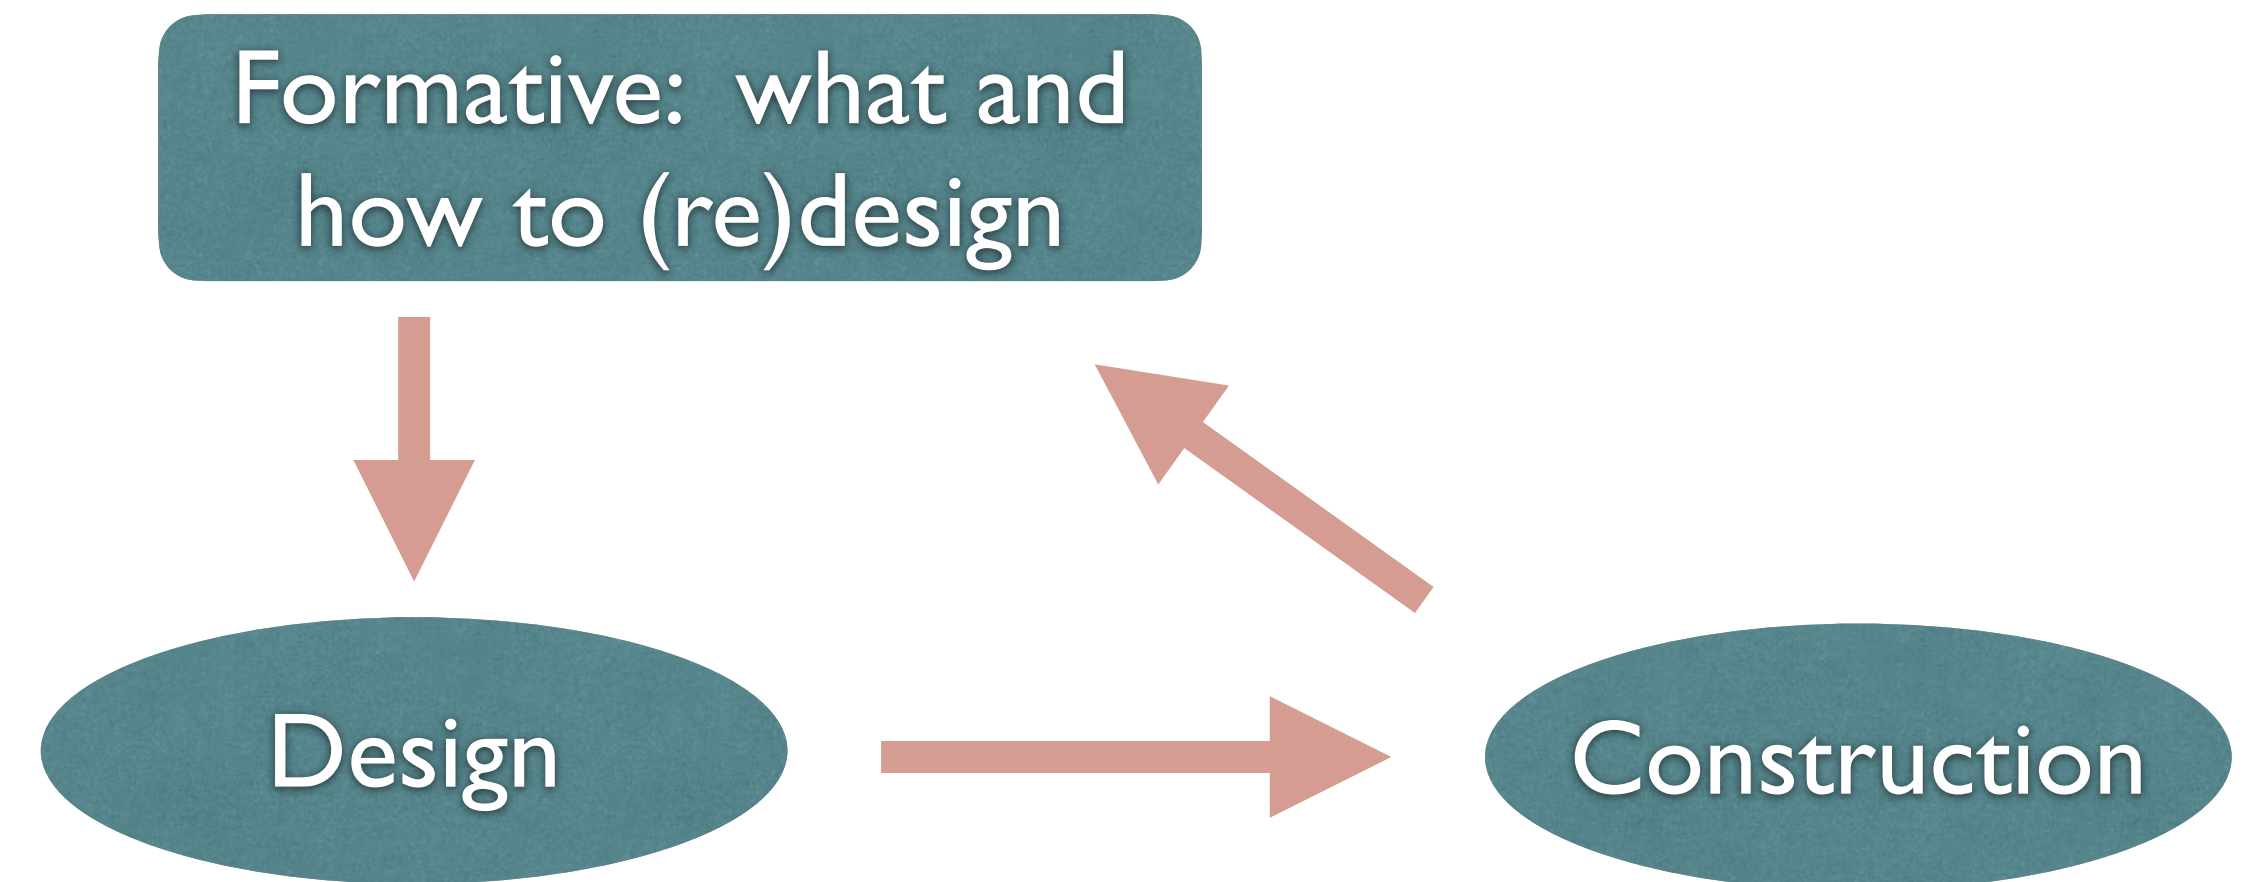 Formative:  what and
how to (re)design
Design
Construction